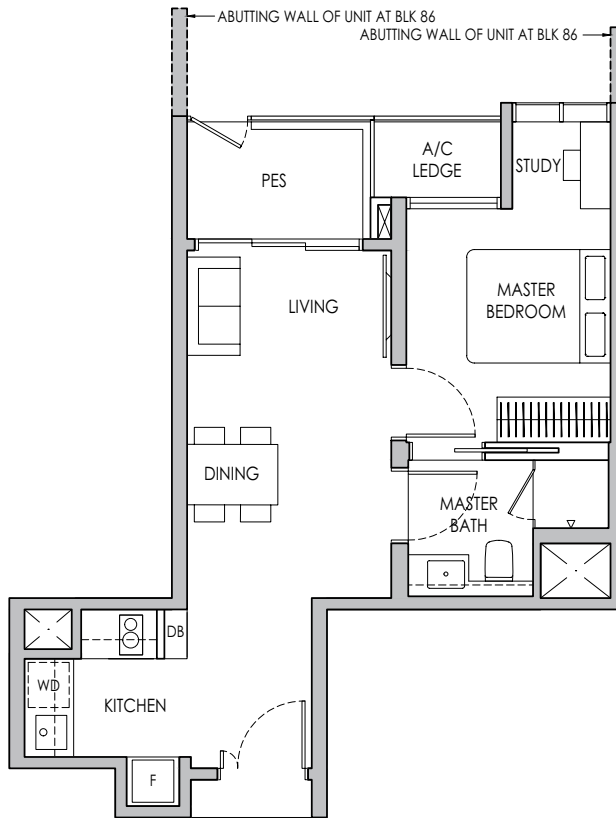 ABUTTING WALL OF UNIT AT BLK 86
ABUTTING WALL OF UNIT AT BLK 86
A/C
LEDGE
STUDY
PES
LIVING
MASTER
BEDROOM
DINING
MASTER
BATH
DB
WD
KITCHEN
F